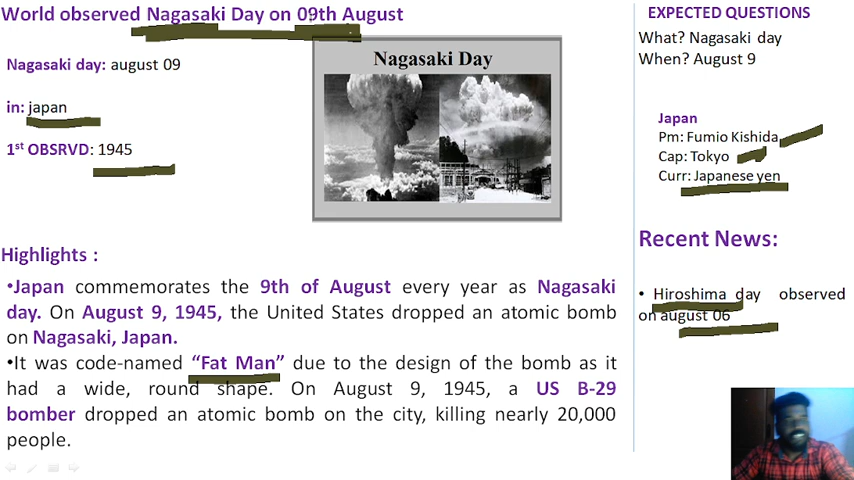 World observed Nagasaki Day on 09th August
Nagasaki day: august 09
in: japan
1st OBSRVD: 1945
Nagasaki Day
Highlights :
•Japan commemorates the 9th of August every year as Nagasaki
day. On August 9, 1945, the United States dropped an atomic bomb
on Nagasaki, Japan.
•It was code-named “Fat Man” due to the design of the bomb as it
had a wide, round shape. On August 9, 1945, a US B-29
bomber dropped an atomic bomb on the city, killing nearly 20,000
people.
EXPECTED QUESTIONS
What? Nagasaki day
When? August 9
Japan
Pm: Fumio Kishida
Cap: Tokyo
Curr: Japanese yen
Recent News:
• Hiroshima day observed
on august 06